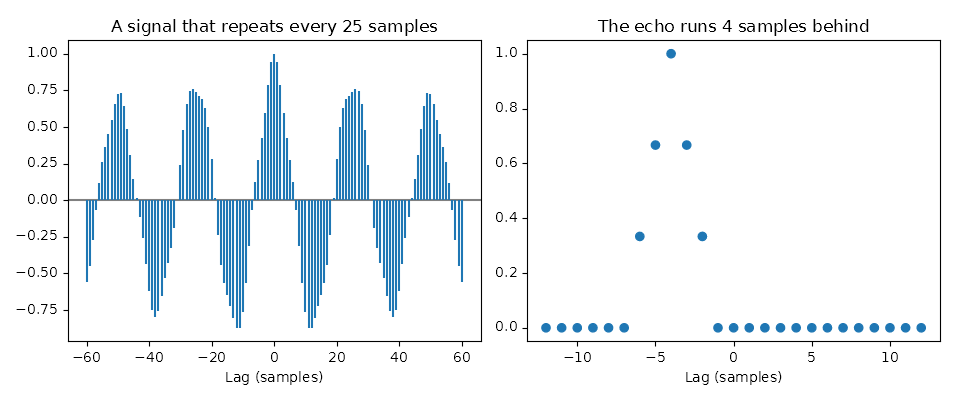 A signal that repeats every 25 samples
1.00
0.75
0.50
0.25
0.00
−0.25
−0.50
−0.75
−60 −40 −20 0 20 40 60
Lag (samples)
The echo runs 4 samples behind
1.0
0.8
0.6
0.4
0.2
0.0
−10 −5 0 5 10
Lag (samples)